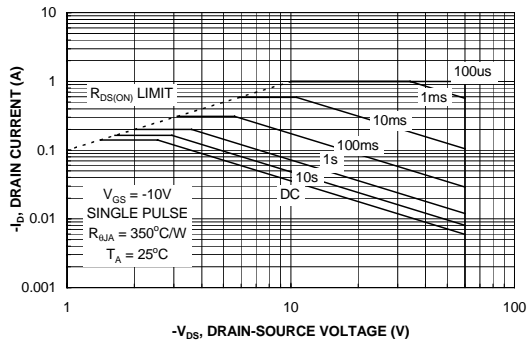 10
1
0.1
0.01
0.001
-I_D, DRAIN CURRENT (A)
R_DS(ON) LIMIT
100us
1ms
10ms
100ms
1s
10s
DC
V_GS = -10V
SINGLE PULSE
R_θJA = 350°C/W
T_A = 25°C
1
10
100
-V_DS, DRAIN-SOURCE VOLTAGE (V)